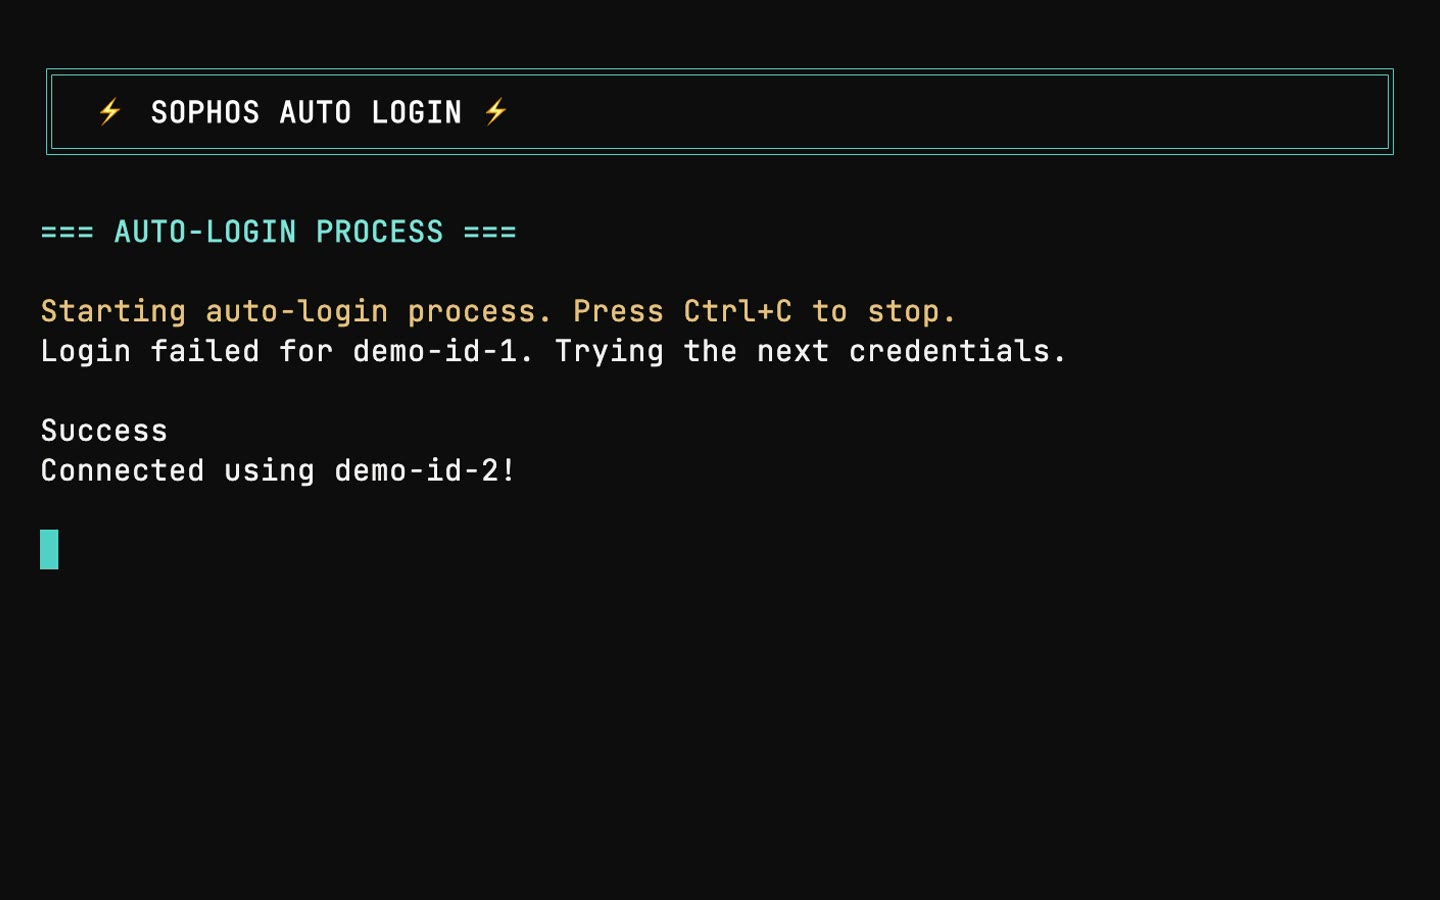 ⚡ SOPHOS AUTO LOGIN ⚡
=== AUTO-LOGIN PROCESS ===
Starting auto-login process. Press Ctrl+C to stop.
Login failed for demo-id-1. Trying the next credentials.
Success
Connected using demo-id-2!